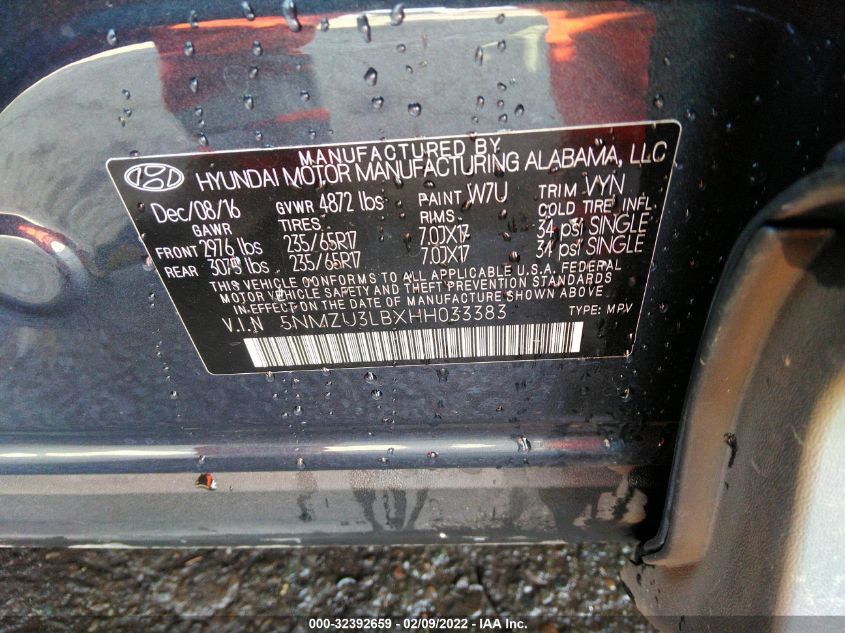 MANUFACTURED BY
HYUNDAI MOTOR MANUFACTURING ALABAMA, LLC
Dec/08/16 GVWR 4872 lbs PAINT W7U TRIM VYN
GAWR TIRES RIMS COLD TIRE INFL
FRONT 2976 lbs 235/65R17 7.0JX17 34 psi SINGLE
REAR 3075 lbs 235/65R17 7.0JX17 34 psi SINGLE
THIS VEHICLE CONFORMS TO ALL APPLICABLE U.S.A. FEDERAL
MOTOR VEHICLE SAFETY AND THEFT PREVENTION STANDARDS
IN EFFECT ON THE DATE OF MANUFACTURE SHOWN ABOVE
V.I.N 5NMZU3LBXHH033383 TYPE: M.P.V
000-32392659 - 02/09/2022 - IAA Inc.